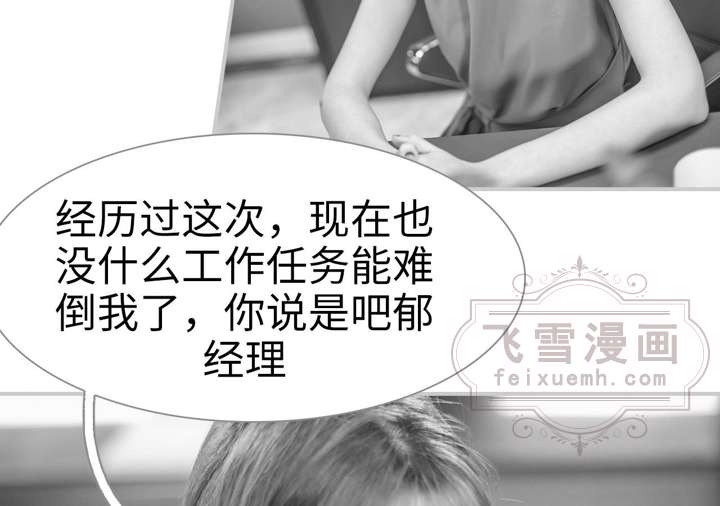 经历过这次，现在也
没什么工作任务能难
倒我了，你说是吧郁
经理
飞雪漫画
feixuemh.com